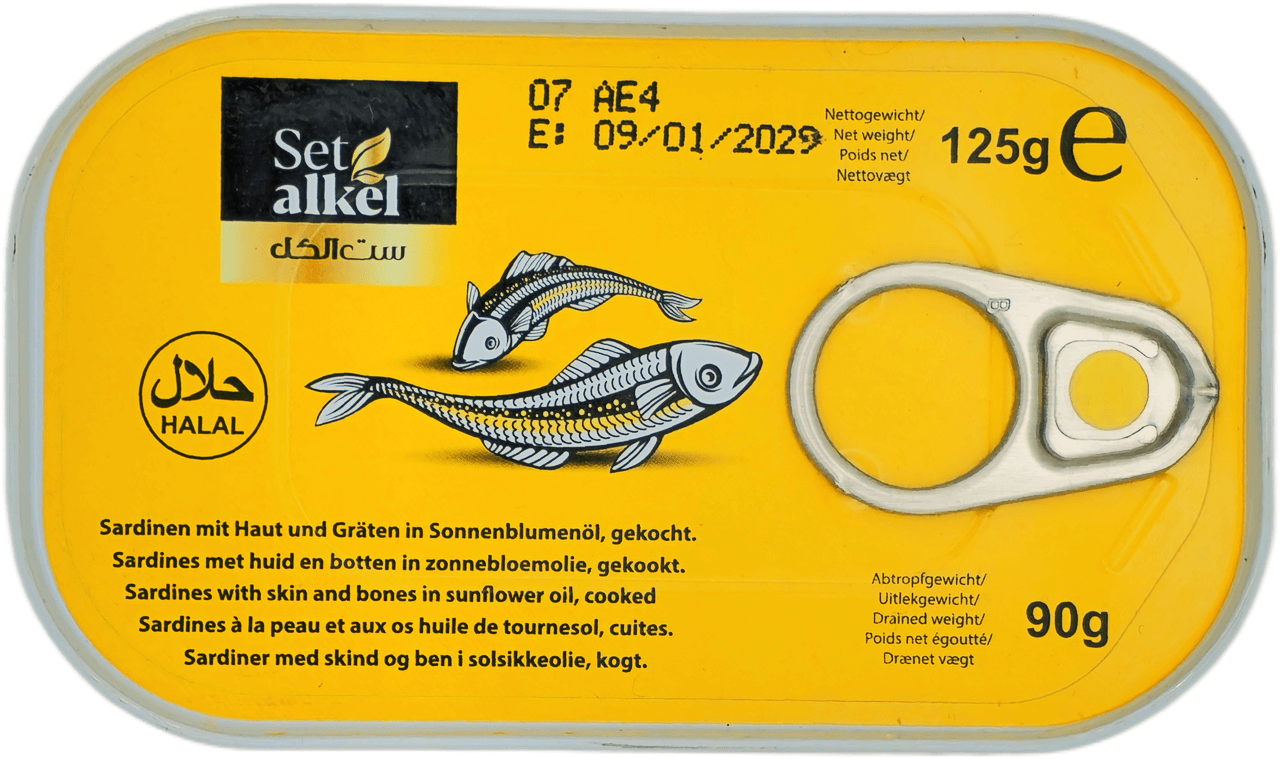 Set
alkel
ست الكل
07 AE4
E: 09/01/2029
Nettogewicht/
Net weight/
Poids net/
Nettovægt
125g e
حلال
HALAL
Sardinen mit Haut und Gräten in Sonnenblumenöl, gekocht.
Sardines met huid en botten in zonnebloemolie, gekookt.
Sardines with skin and bones in sunflower oil, cooked
Sardines à la peau et aux os huile de tournesol, cuites.
Sardiner med skind og ben i solsikkeolie, kogt.
Abtropfgewicht/
Uitlekgewicht/
Drained weight/
Poids net égoutté/
Drænet vægt
90g